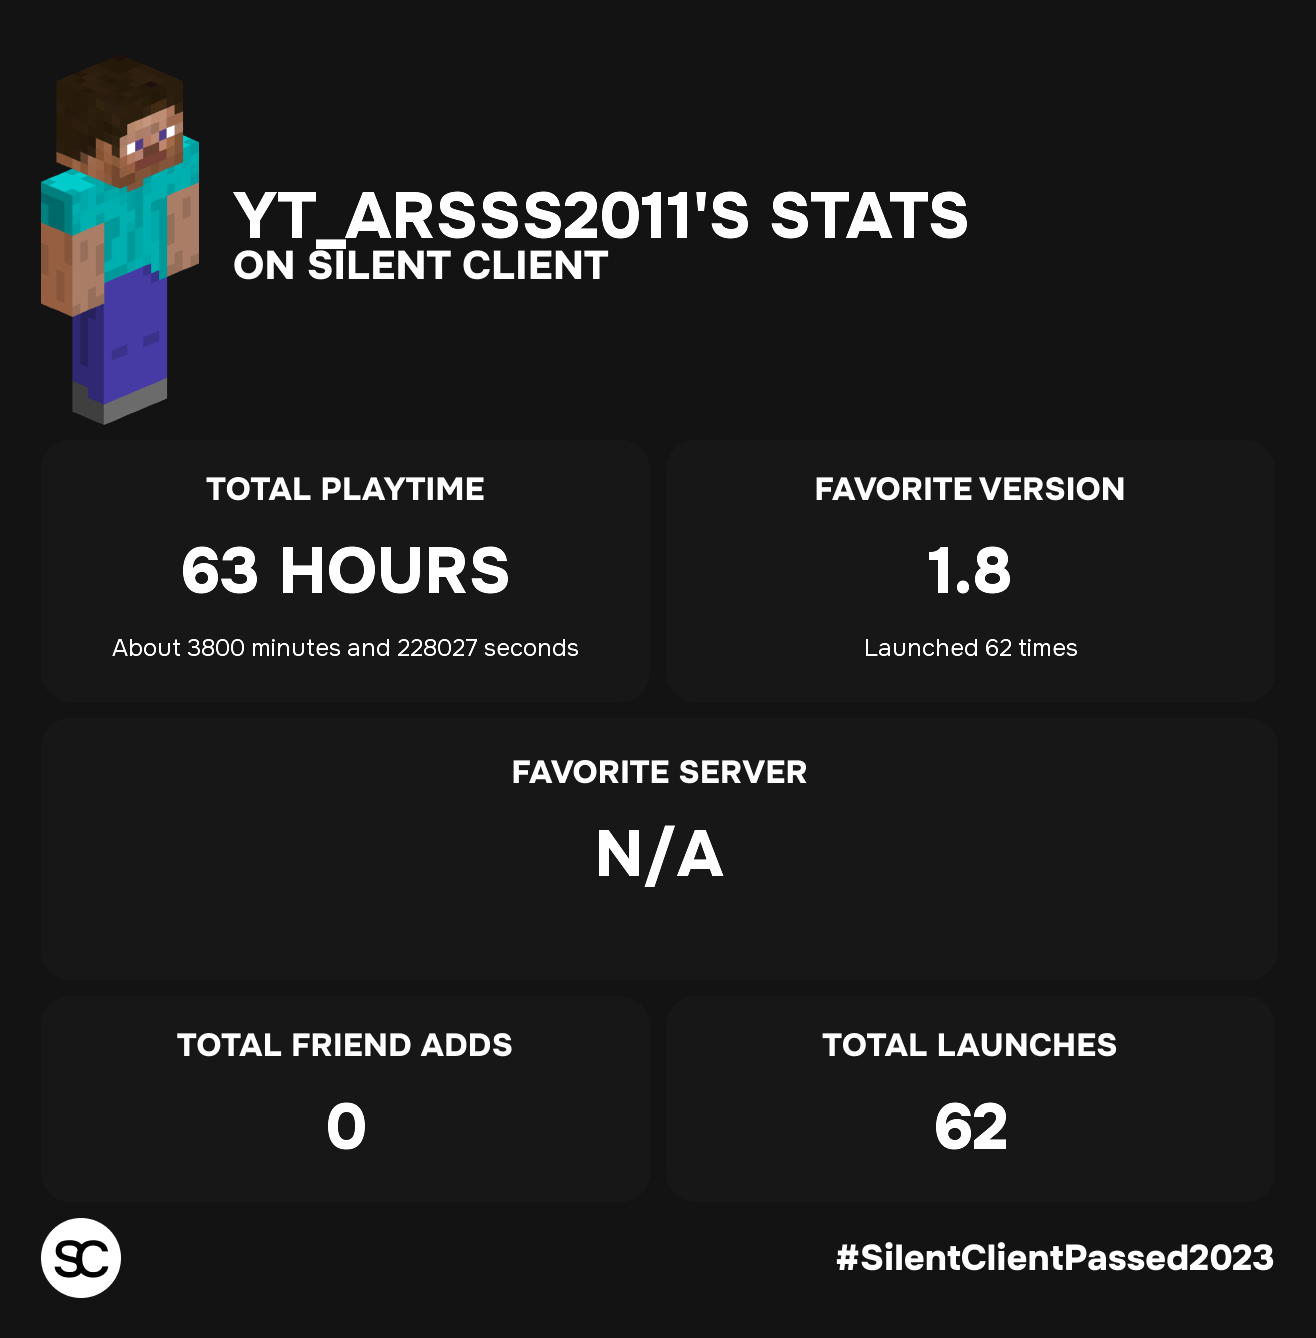 YT_ARSSS2011'S STATS
ON SILENT CLIENT
TOTAL PLAYTIME
63 HOURS
About 3800 minutes and 228027 seconds
FAVORITE VERSION
1.8
Launched 62 times
FAVORITE SERVER
N/A
TOTAL FRIEND ADDS
0
TOTAL LAUNCHES
62
SC
#SilentClientPassed2023